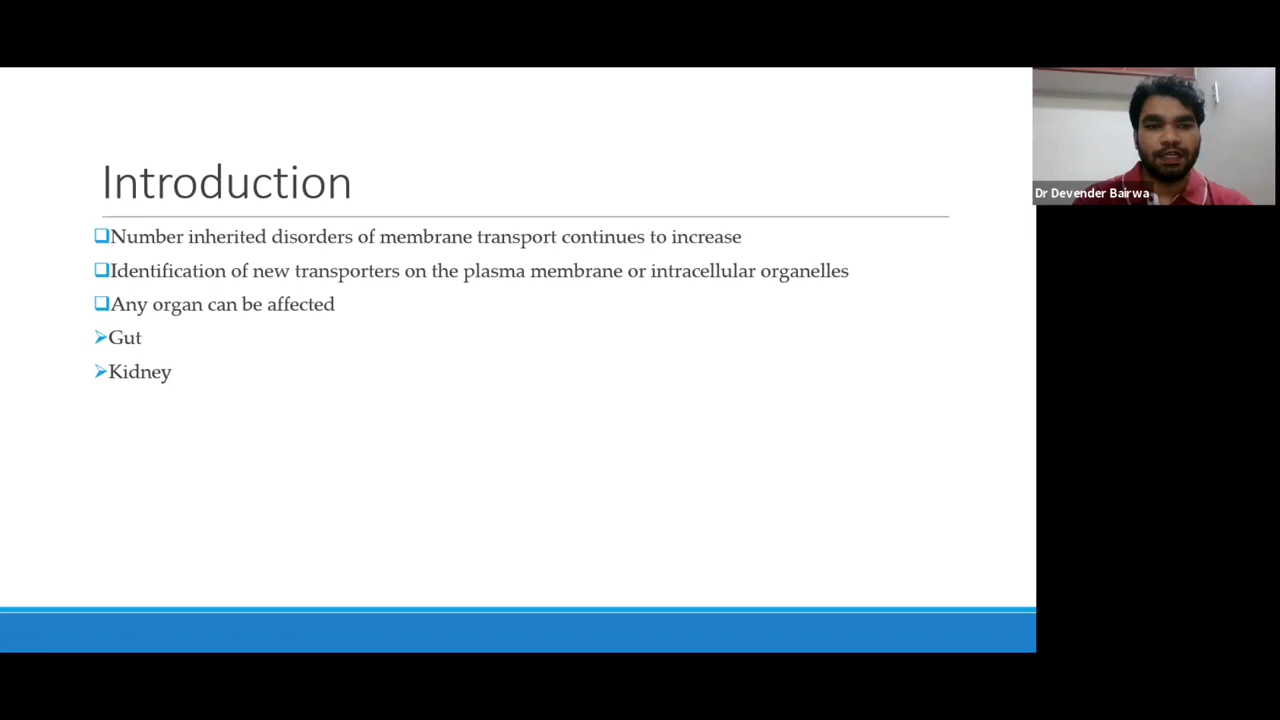 Introduction
Number inherited disorders of membrane transport continues to increase
Identification of new transporters on the plasma membrane or intracellular organelles
Any organ can be affected
Gut
Kidney
Dr Devender Bairwa